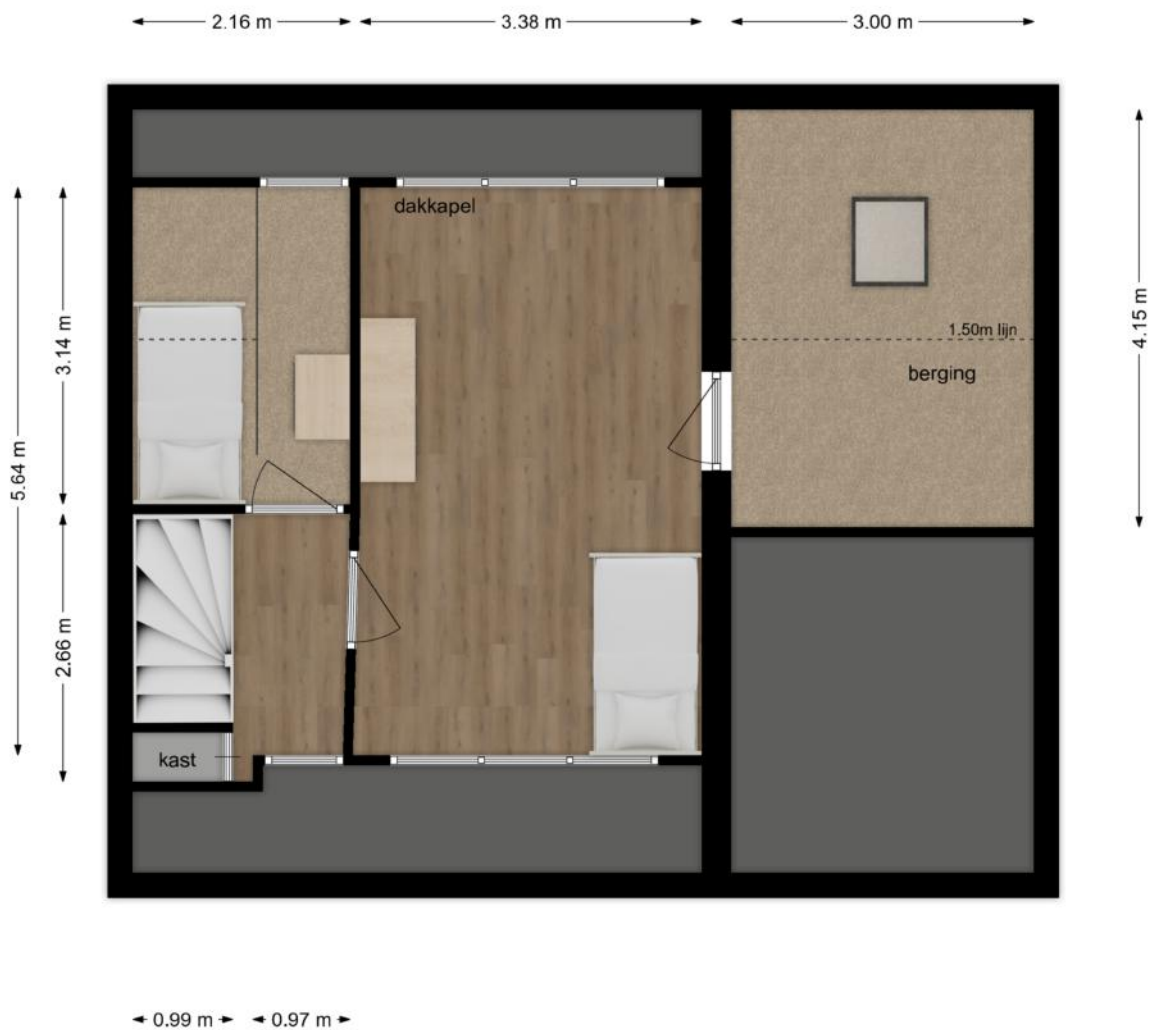 2.16 m
3.38 m
3.00 m
dakkapel
4.15 m
1.50m lijn
3.14 m
berging
5.64 m
2.66 m
kast
0.99 m
0.97 m